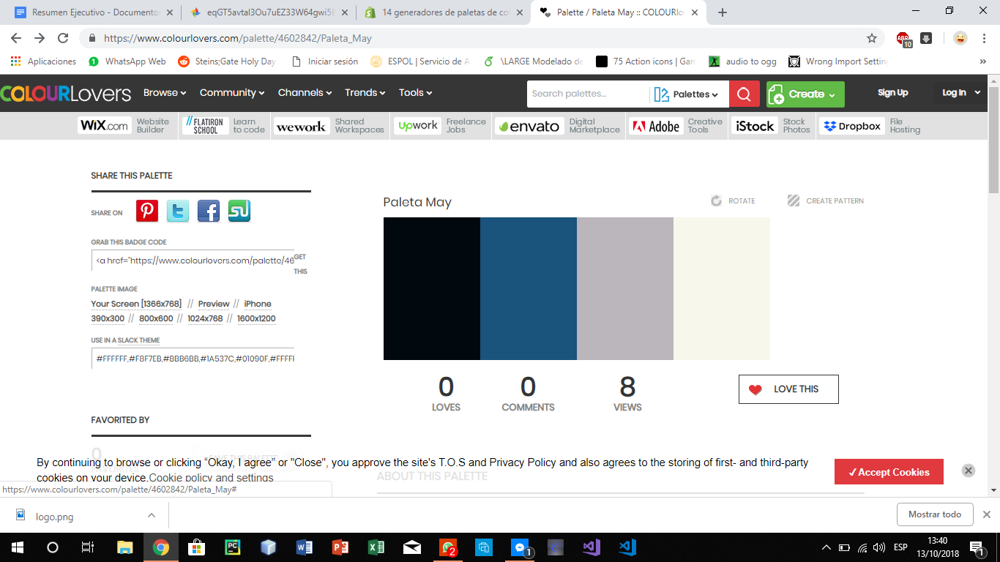 Resumen Ejecutivo - Documento
eqGT5avtal3Ou7uEZ33W64gwi5E
14 generadores de paletas de col
Palette / Paleta May :: COLOURlo
https://www.colourlovers.com/palette/4602842/Paleta_May
ABP
10
Aplicaciones
WhatsApp Web
Steins;Gate Holy Day
Iniciar sesión
ESPOL | Servicio de A
\LARGE Modelado de
75 Action icons | Gam
audio to ogg
Wrong Import Setting
»
COLOURLovers
Browse
Community
Channels
Trends
Tools
Search palettes...
Palettes
Create
Sign Up
Log In
WiX.com Website Builder
FLATIRON SCHOOL Learn to code
wework Shared Workspaces
Upwork Freelance Jobs
envato Digital Marketplace
Adobe Creative Tools
iStock Stock Photos
Dropbox File Hosting
SHARE THIS PALETTE
SHARE ON
GRAB THIS BADGE CODE
<a href="https://www.colourlovers.com/palette/46
GET THIS
PALETTE IMAGE
Your Screen [1366x768] // Preview // iPhone
390x300 // 800x600 // 1024x768 // 1600x1200
USE IN A SLACK THEME
#FFFFFF,#F8F7EB,#BBB6BB,#1A537C,#01090F,#FFFFF
FAVORITED BY
0
Paleta May
ROTATE
CREATE PATTERN
0
LOVES
0
COMMENTS
8
VIEWS
LOVE THIS
ABOUT THIS PALETTE
By continuing to browse or clicking “Okay, I agree” or "Close", you approve the site's T.O.S and Privacy Policy and also agrees to the storing of first- and third-party
cookies on your device.Cookie policy and settings
✓Accept Cookies
https://www.colourlovers.com/palette/4602842/Paleta_May#
logo.png
Mostrar todo
2
1
ESP
13:40
13/10/2018
1